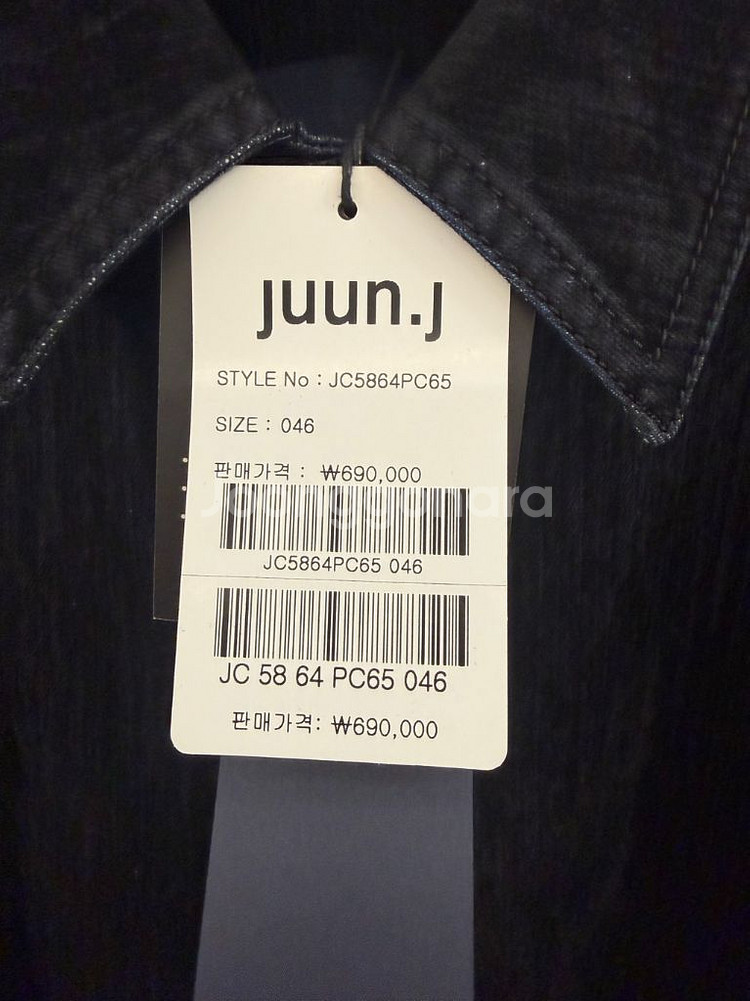 juun.j
STYLE No : JC5864PC65
SIZE : 046
판매가격 : ₩690,000
Joonggonara
JC5864PC65 046
JC 58 64 PC65 046
판매가격: ₩690,000